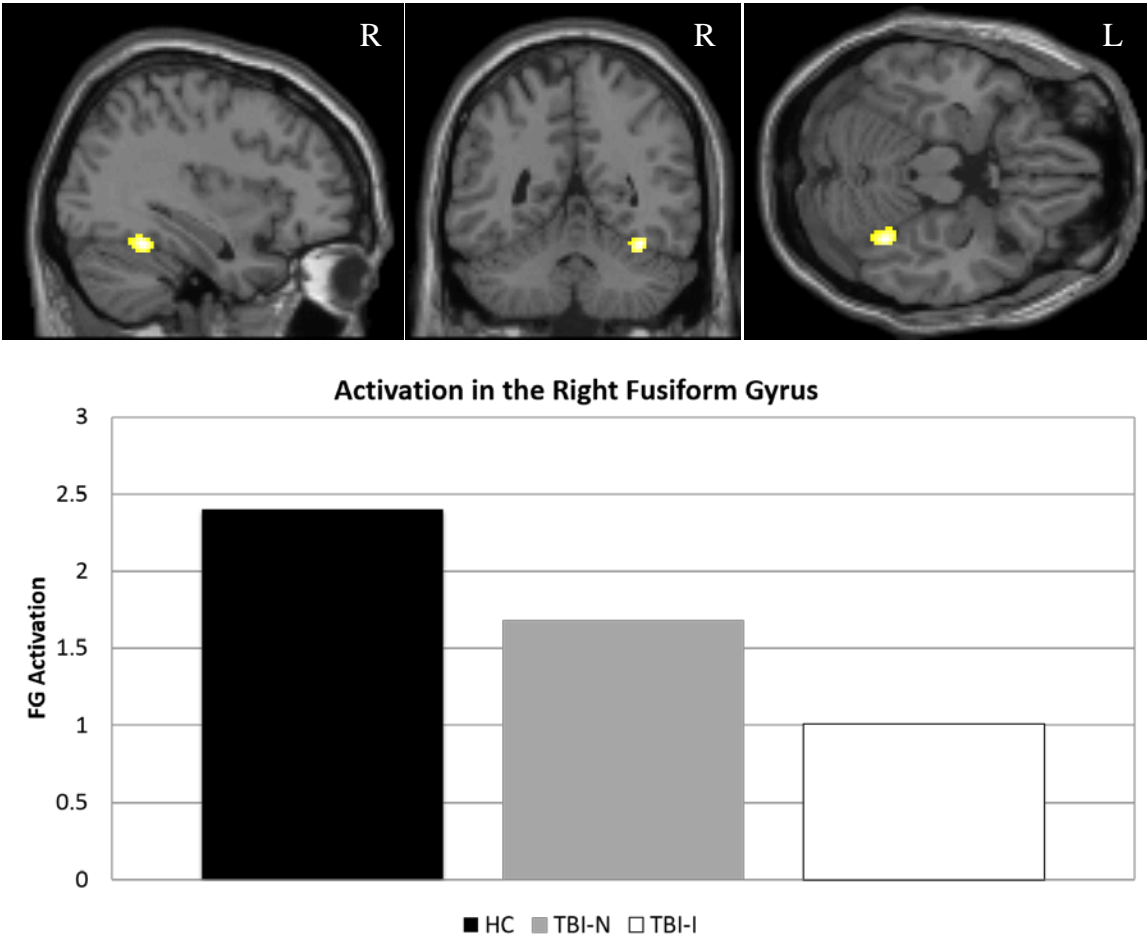 R
R
L
Activation in the Right Fusiform Gyrus
FG Activation
3
2.5
2
1.5
1
0.5
0
HC TBI-N TBI-I